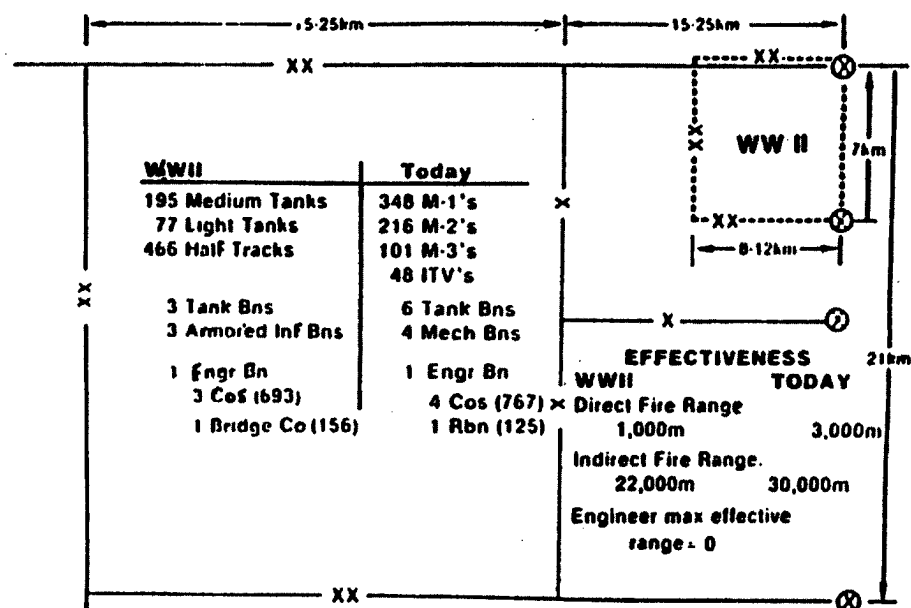 15-25km
15-25km
XX
XX
X
WW II
7km
XX
XX
8-12km
X
XX
WWII Today
195 Medium Tanks 348 M-1's
77 Light Tanks 216 M-2's
466 Half Tracks 101 M-3's
48 ITV's
3 Tank Bns 6 Tank Bns
3 Armored Inf Bns 4 Mech Bns
1 Engr Bn 1 Engr Bn
3 Cos (693) 4 Cos (767)
1 Bridge Co (156) 1 Rbn (125)
X
X
21km
EFFECTIVENESS
WWII TODAY
Direct Fire Range
1,000m 3,000m
Indirect Fire Range.
22,000m 30,000m
Engineer max effective
range - 0
XX